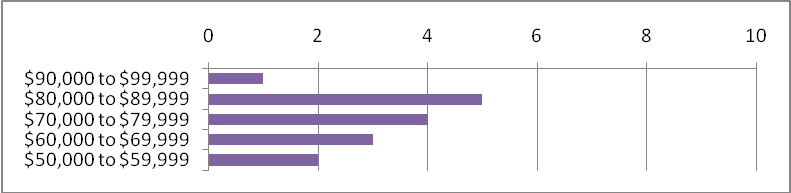 0 2 4 6 8 10
$90,000 to $99,999
$80,000 to $89,999
$70,000 to $79,999
$60,000 to $69,999
$50,000 to $59,999